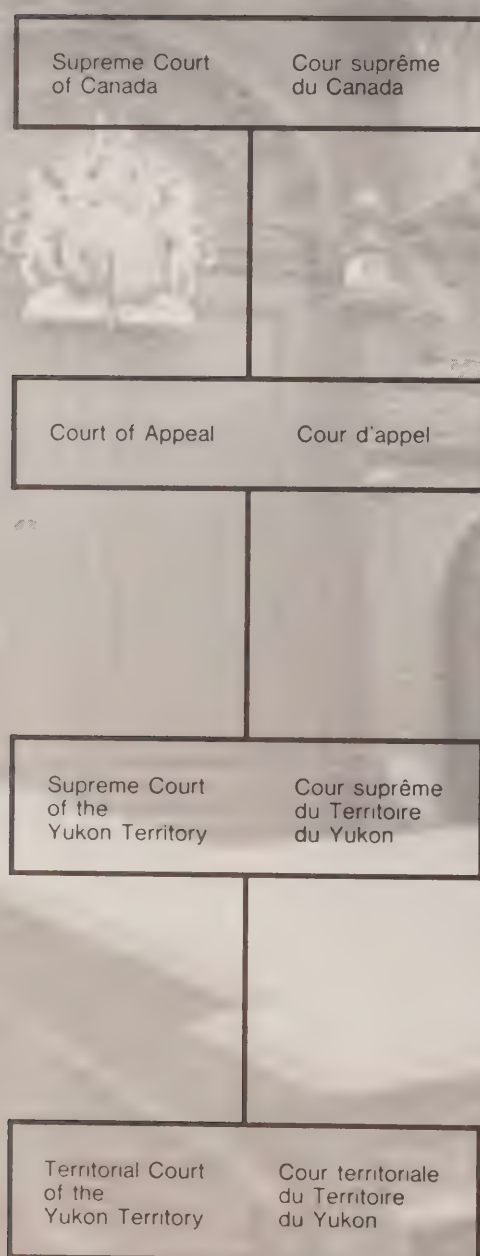 Supreme Court
of Canada
Cour suprême
du Canada
Court of Appeal
Cour d'appel
Supreme Court
of the
Yukon Territory
Cour suprême
du Territoire
du Yukon
Territorial Court
of the
Yukon Territory
Cour territoriale
du Territoire
du Yukon